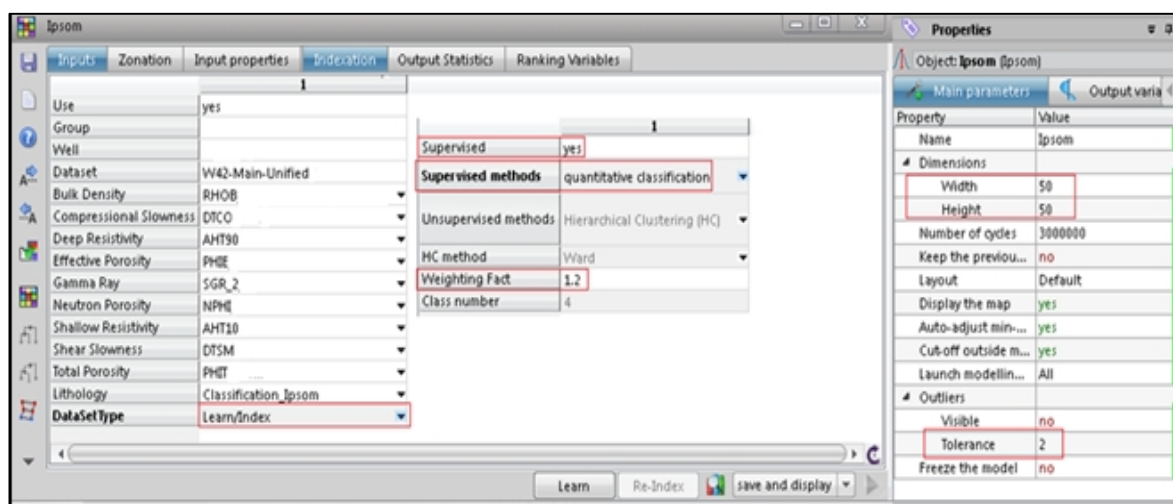 Ipsom
Inputs Zonation Input properties Indexation Output Statistics Ranking Variables
1
Use yes
Group
Well
Dataset W42-Main-Unified
Bulk Density RHOB
Compressional Slowness DTCO
Deep Resistivity AHT90
Effective Porosity PHIE
Gamma Ray SGR_2
Neutron Porosity NPHI
Shallow Resistivity AHT10
Shear Slowness DTSM
Total Porosity PHIT
Lithology Classification_Ipsom
DataSetType Learn/Index
1
Supervised yes
Supervised methods quantitative classification
Unsupervised methods Hierarchical Clustering (HC)
HC method Ward
Weighting Fact 1.2
Class number 4
Learn Re-Index save and display
Properties
Object: Ipsom (Ipsom)
Main parameters Output varia
Property Value
Name Ipsom
Dimensions
Width 50
Height 50
Number of cycles 3000000
Keep the previou... no
Layout Default
Display the map yes
Auto-adjust min-... yes
Cut-off outside m... yes
Launch modellin... All
Outliers
Visible no
Tolerance 2
Freeze the model no